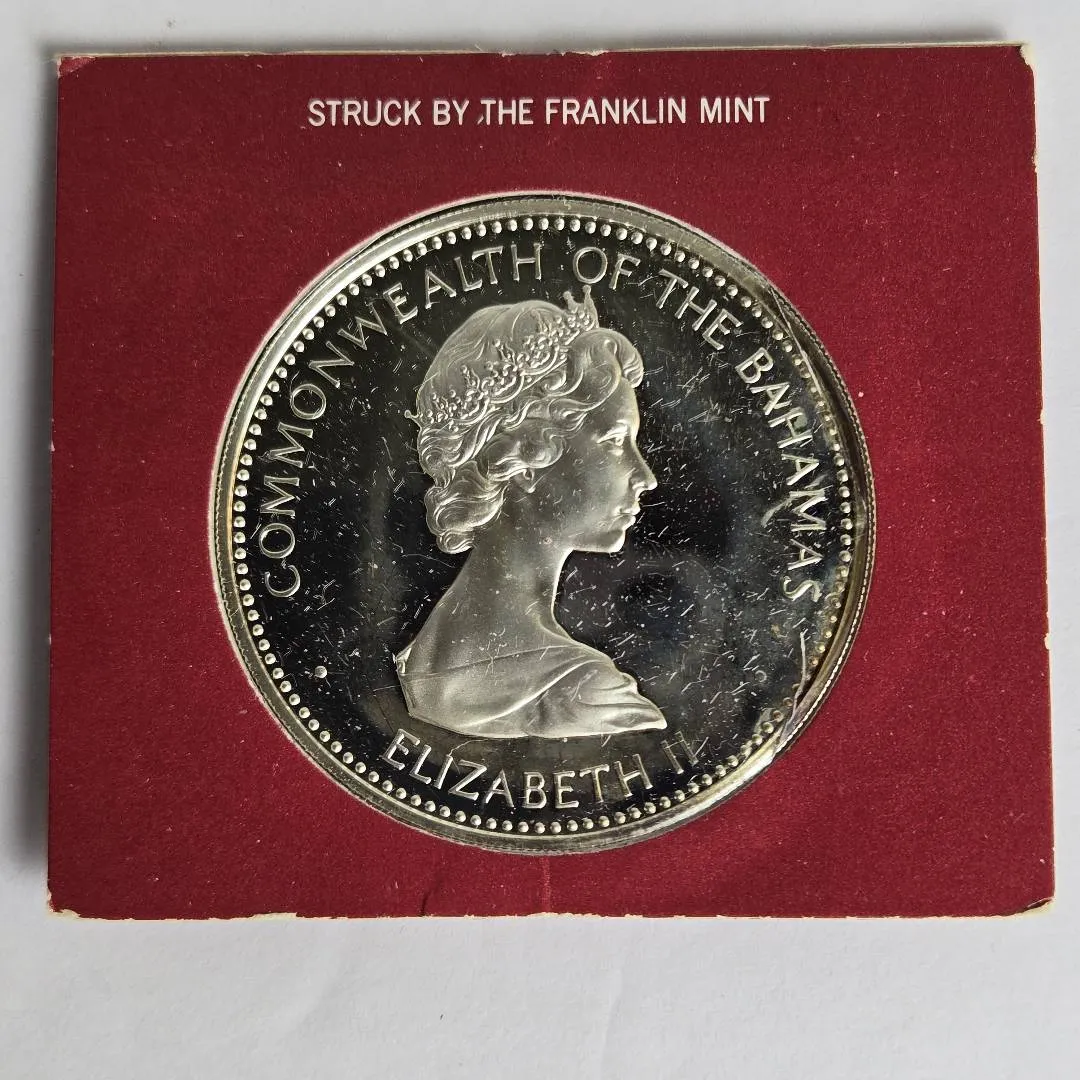 STRUCK BY THE FRANKLIN MINT
COMMONWEALTH OF THE BAHAMAS
ELIZABETH II